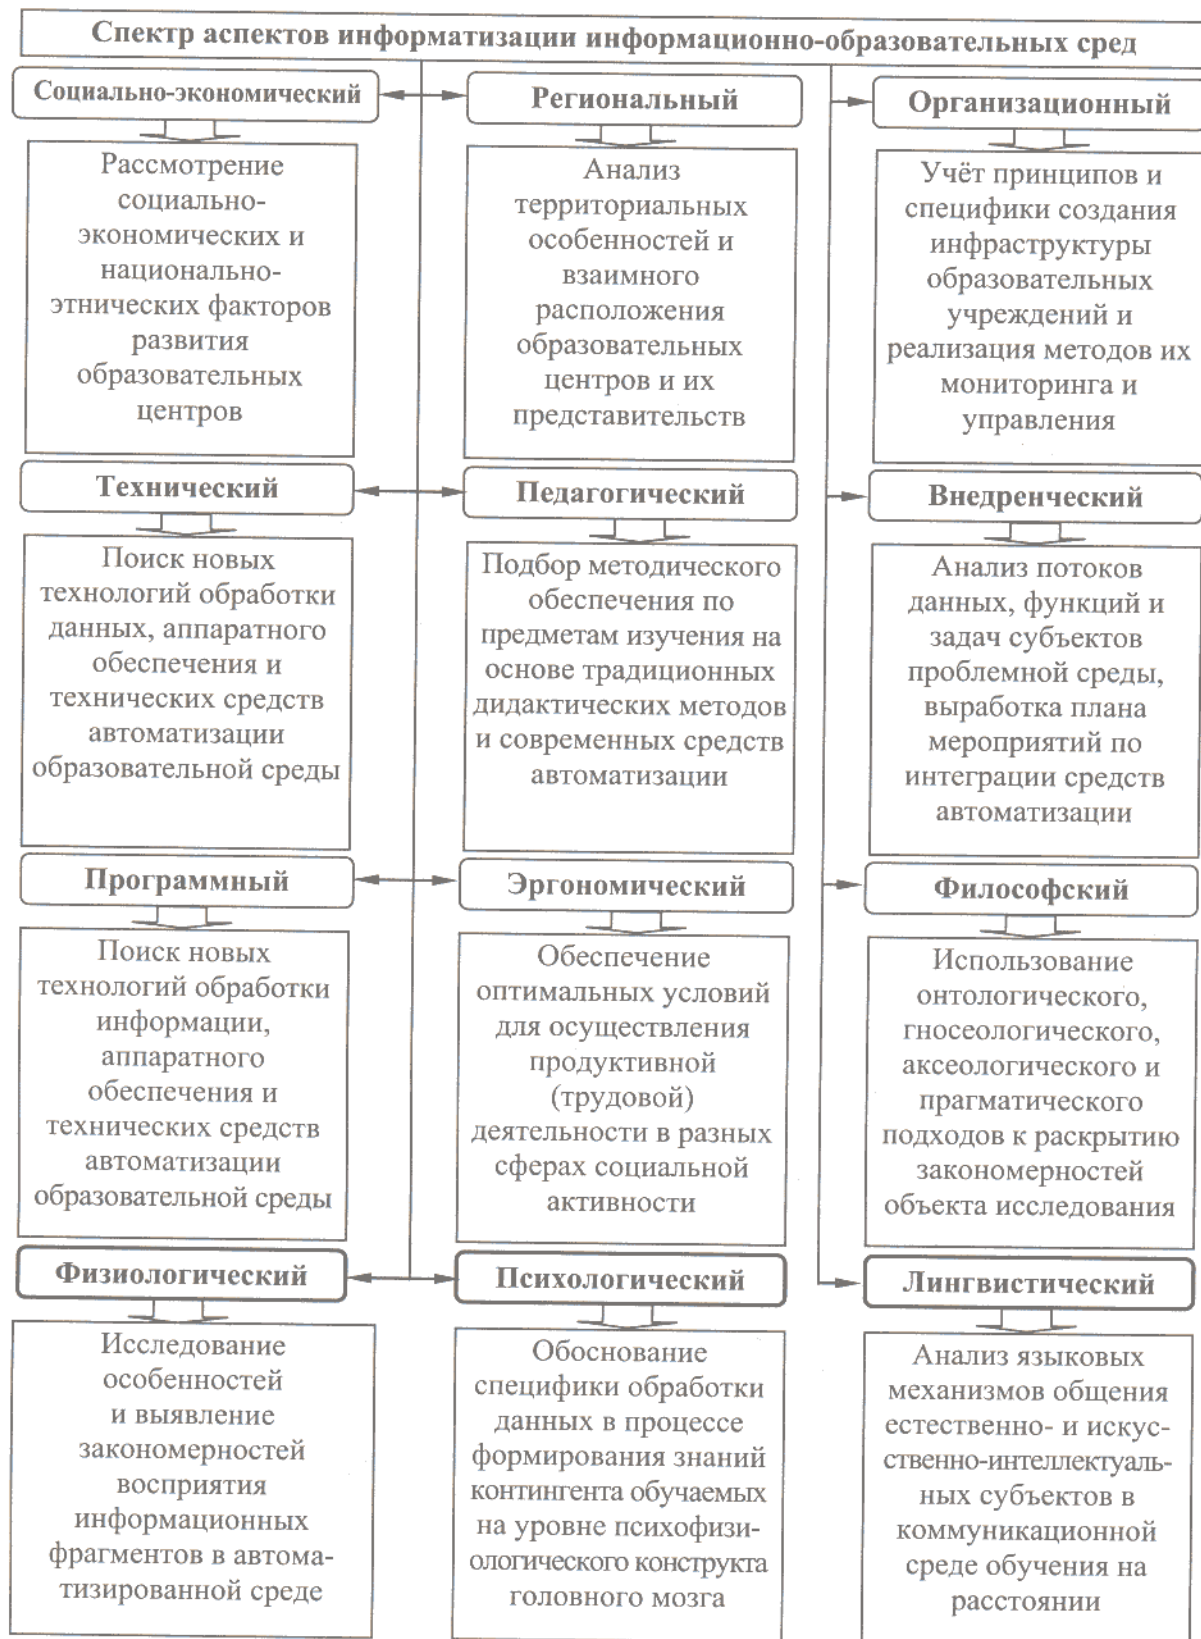 Спектр аспектов информатизации информационно-образовательных сред
Социально-экономический
Региональный
Организационный
Рассмотрение
социально-
экономических и
национально-
этнических факторов
развития
образовательных
центров
Анализ
территориальных
особенностей и
взаимного
расположения
образовательных
центров и их
представительств
Учёт принципов и
специфики создания
инфраструктуры
образовательных
учреждений и
реализация методов их
мониторинга и
управления
Технический
Педагогический
Внедренческий
Поиск новых
технологий обработки
данных, аппаратного
обеспечения и
технических средств
автоматизации
образовательной среды
Подбор методического
обеспечения по
предметам изучения на
основе традиционных
дидактических методов
и современных средств
автоматизации
Анализ потоков
данных, функций и
задач субъектов
проблемной среды,
выработка плана
мероприятий по
интеграции средств
автоматизации
Программный
Эргономический
Философский
Поиск новых
технологий обработки
информации,
аппаратного
обеспечения и
технических средств
автоматизации
образовательной среды
Обеспечение
оптимальных условий
для осуществления
продуктивной
(трудовой)
деятельности в разных
сферах социальной
активности
Использование
онтологического,
гносеологического,
аксеологического и
прагматического
подходов к раскрытию
закономерностей
объекта исследования
Физиологический
Психологический
Лингвистический
Исследование
особенностей
и выявление
закономерностей
восприятия
информационных
фрагментов в автома-
тизированной среде
Обоснование
специфики обработки
данных в процессе
формирования знаний
контингента обучаемых
на уровне психофизи-
ологического конструкта
головного мозга
Анализ языковых
механизмов общения
естественно- и искус-
ственно-интеллектуаль-
ных субъектов в
коммуникационной
среде обучения на
расстоянии